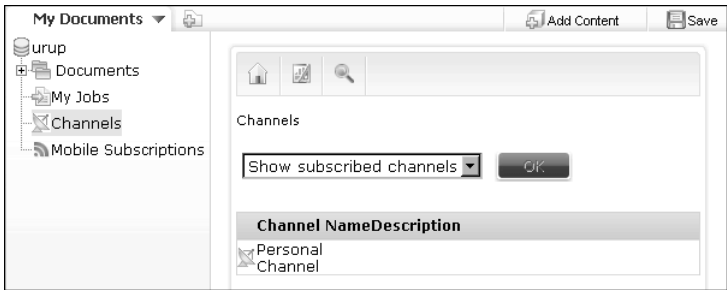 My Documents
Add Content
Save
urup
Documents
My Jobs
Channels
Mobile Subscriptions
Channels
Show subscribed channels
OK
Channel NameDescription
Personal
Channel